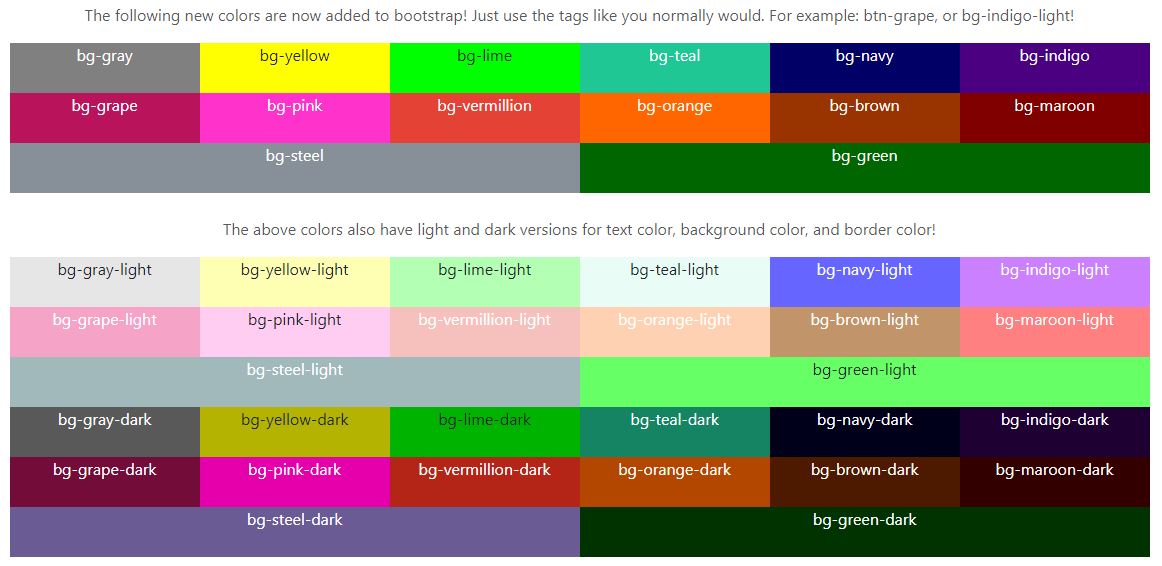 The following new colors are now added to bootstrap! Just use the tags like you normally would. For example: btn-grape, or bg-indigo-light!
bg-gray bg-yellow bg-lime bg-teal bg-navy bg-indigo
bg-grape bg-pink bg-vermillion bg-orange bg-brown bg-maroon
bg-steel bg-green
The above colors also have light and dark versions for text color, background color, and border color!
bg-gray-light bg-yellow-light bg-lime-light bg-teal-light bg-navy-light bg-indigo-light
bg-grape-light bg-pink-light bg-vermillion-light bg-orange-light bg-brown-light bg-maroon-light
bg-steel-light bg-green-light
bg-gray-dark bg-yellow-dark bg-lime-dark bg-teal-dark bg-navy-dark bg-indigo-dark
bg-grape-dark bg-pink-dark bg-vermillion-dark bg-orange-dark bg-brown-dark bg-maroon-dark
bg-steel-dark bg-green-dark